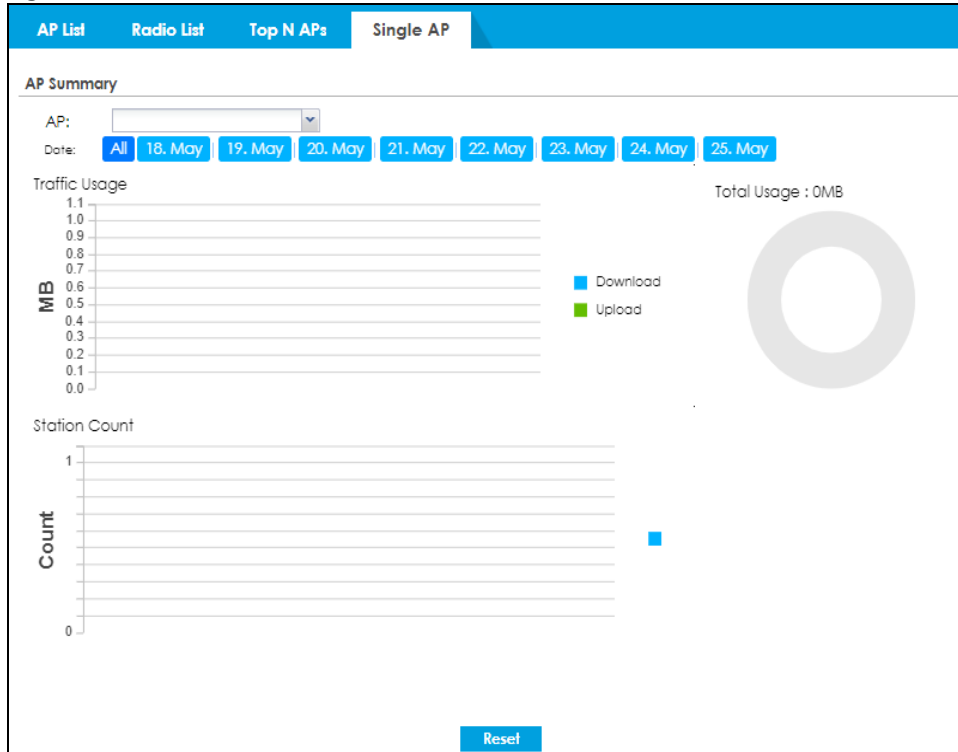 AP List Radio List Top N APs Single AP
AP Summary
AP:
Date: All 18. May 19. May 20. May 21. May 22. May 23. May 24. May 25. May
Traffic Usage
Total Usage : 0MB
1.1
1.0
0.9
0.8
0.7
0.6
0.5
0.4
0.3
0.2
0.1
0.0
MB
Download
Upload
Station Count
1
0
Count
Reset